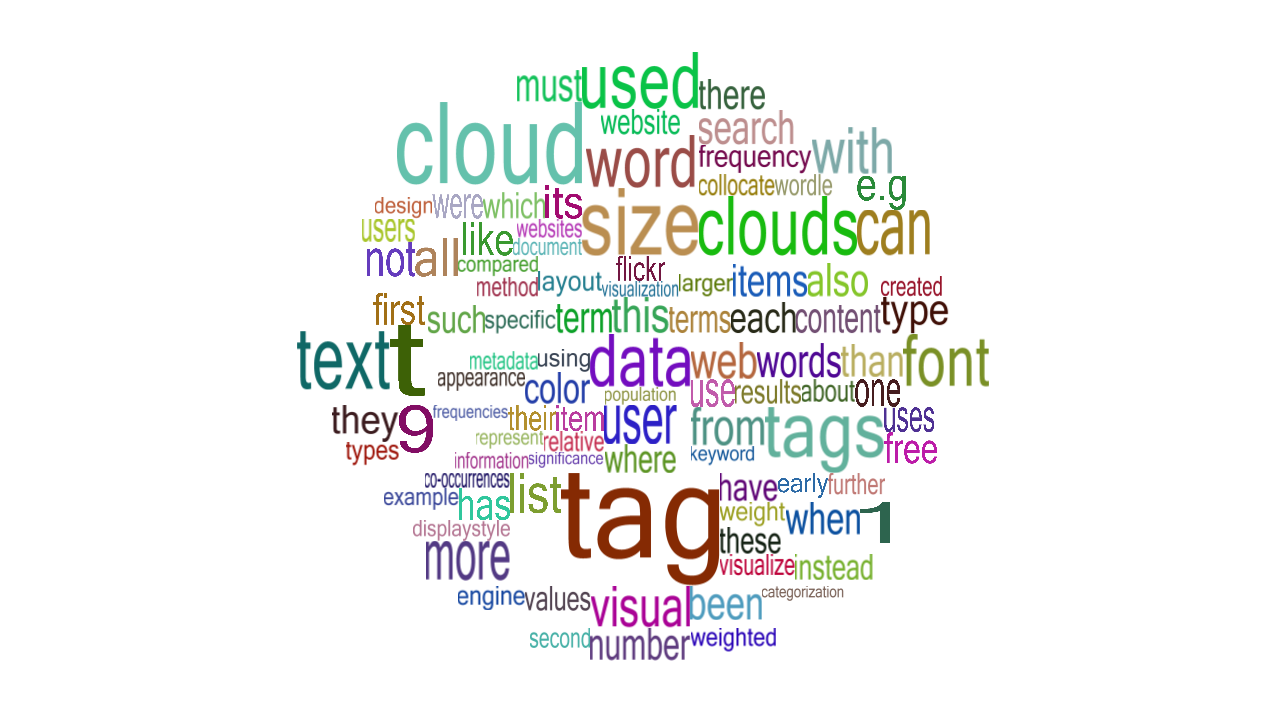 must used there
website search
cloud word frequency with
collocate wordle e.g
design were which its size clouds can
users like websites
not all document
compared flickr
method layout visualization larger items also created
first such specific term this terms each content type
text t metadata using data web words than font
appearance color population use results about one
they 9 frequencies their item user from tags uses
types represent relative free
information significance where keyword
co-occurrences list tag have early further
example has weight when 1
displaystyle these
more visualize instead
engine values visual been categorization
second number weighted